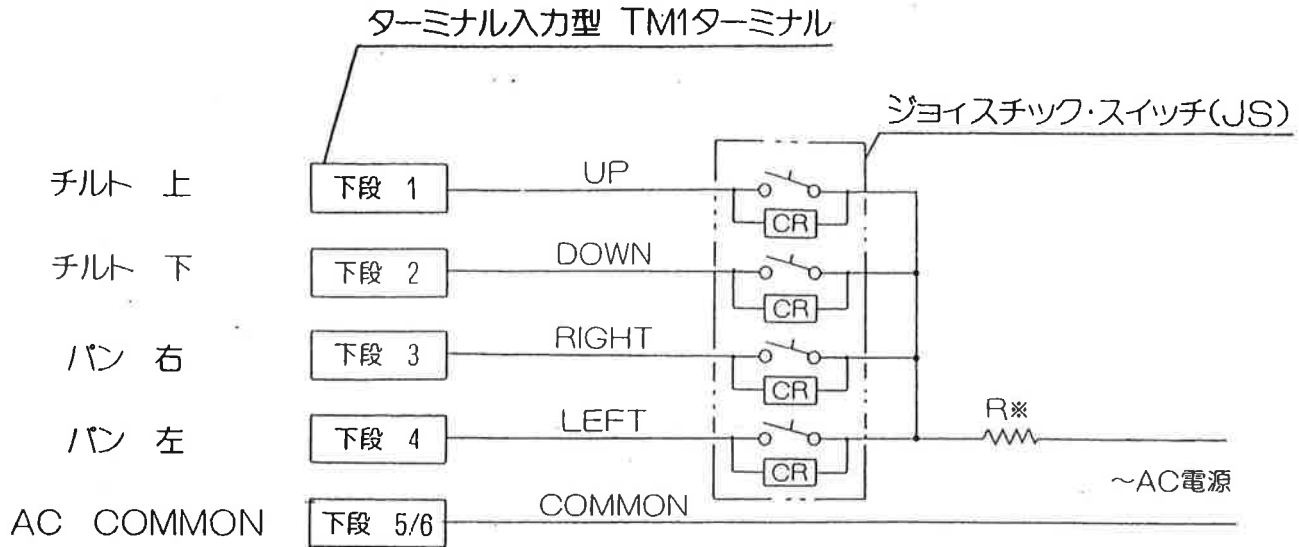 ターミナル入力型 TM1ターミナル
ジョイスチック・スイッチ(JS)
チルト 上 下段 1 UP
CR
チルト 下 下段 2 DOWN
CR
パン 右 下段 3 RIGHT
CR
パン 左 下段 4 LEFT R※
CR
～AC電源
AC COMMON 下段 5/6 COMMON